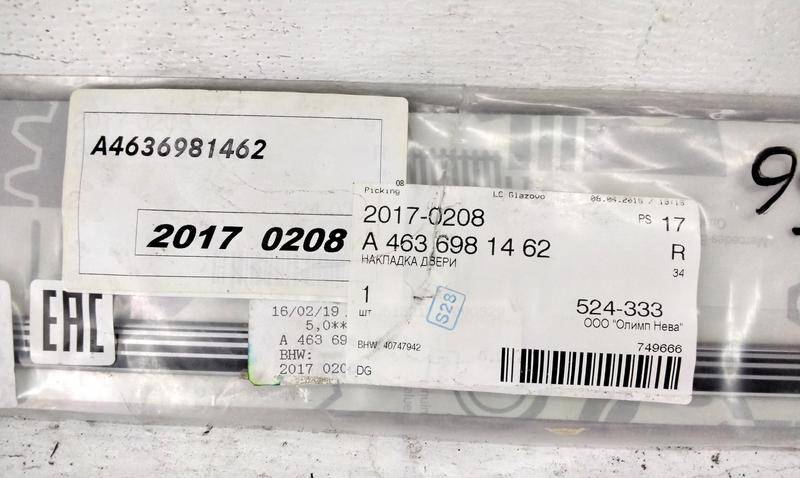 A4636981462
2017 0208
08
Picking
LC Glazovo
2017-0208
PS 17
A 463 698 14 62
R
НАКЛАДКА ДВЕРИ
34
1
шт
S28
524-333
ООО "Олимп Нева"
BHW: 40747942
749666
DG
EAC
16/02/19
5,0**
A 463 69
BHW:
2017 020